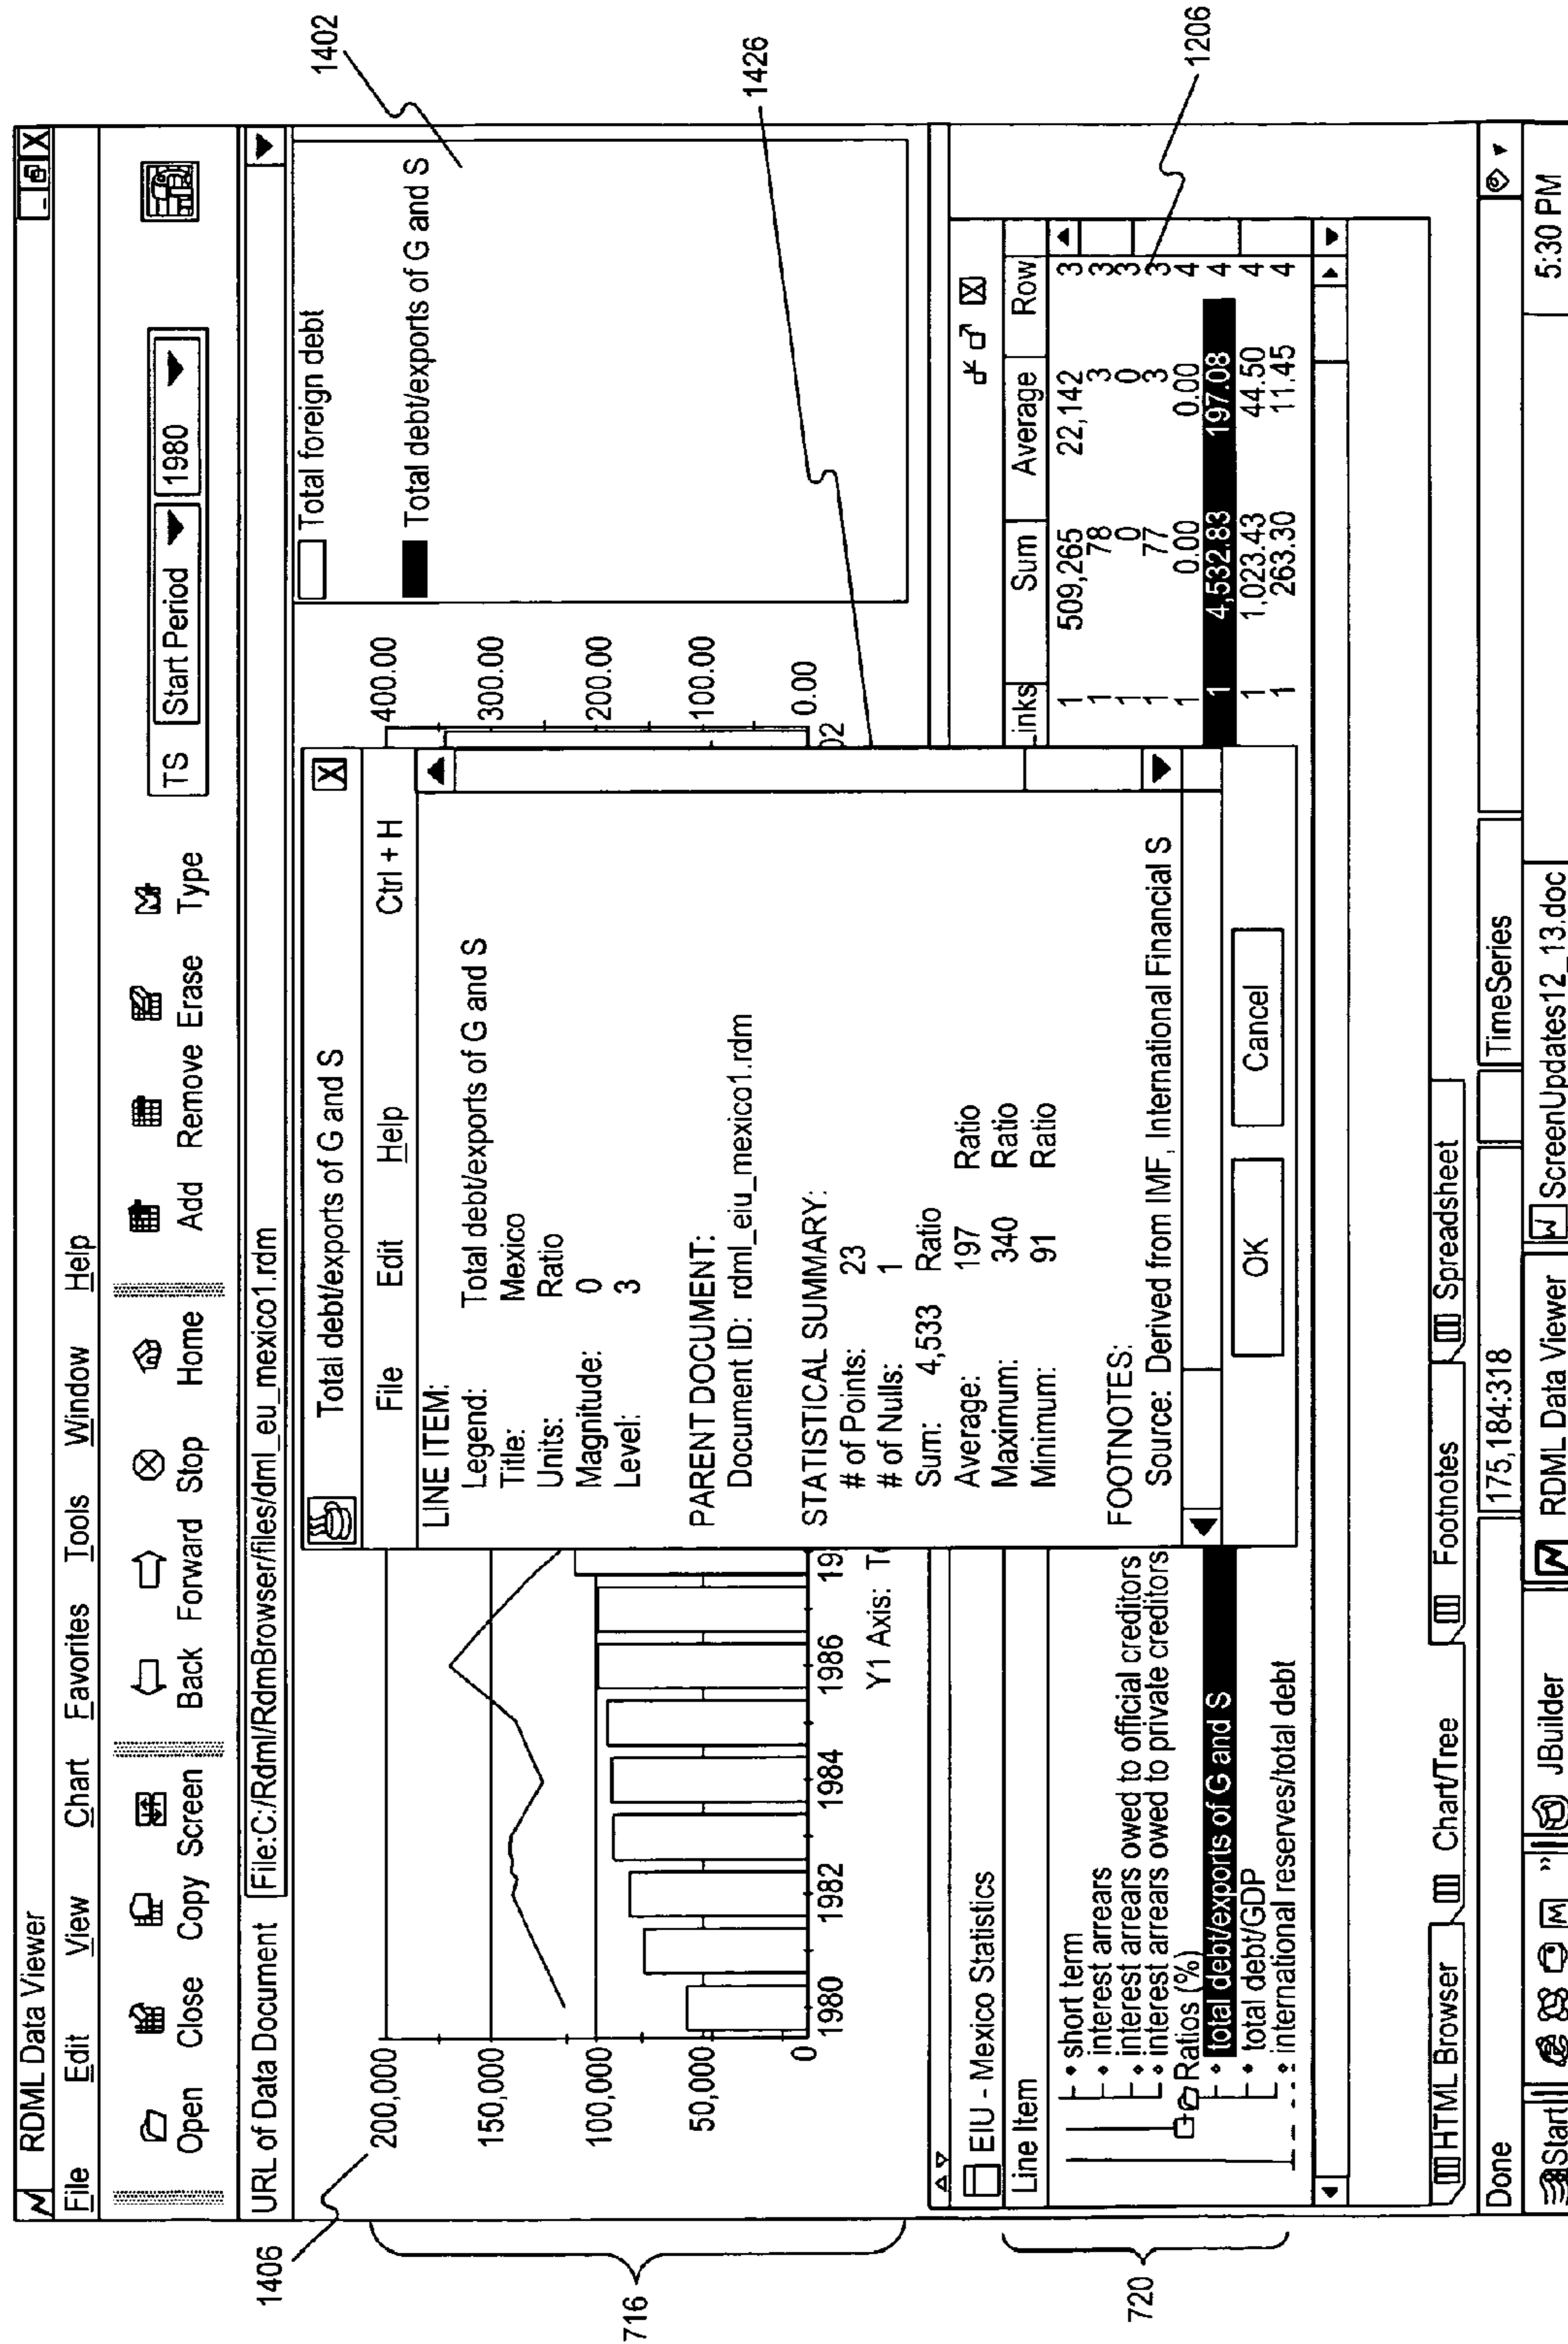 RDML Data Viewer
File Edit View Chart Favorites Tools Window Help
Open Close Copy Screen Back Forward Stop Home Add Remove Erase Type
TS Start Period 1980
URL of Data Document File:C:/Rdml/RdmBrowser/files/dml_eu_mexico1.rdm
1406
716
200,000
150,000
100,000
50,000
0
1980 1982 1984 1986 19
Y1 Axis: To
400.00
300.00
200.00
100.00
0.00
02
Total foreign debt
Total debt/exports of G and S
1402
1426
Total debt/exports of G and S
File Edit Help Ctrl + H
LINE ITEM:
Legend: Total debt/exports of G and S
Title: Mexico
Units: Ratio
Magnitude: 0
Level: 3
PARENT DOCUMENT:
Document ID: rdml_eiu_mexico1.rdm
STATISTICAL SUMMARY:
# of Points: 23
# of Nulls: 1
Sum: 4,533 Ratio
Average: 197 Ratio
Maximum: 340 Ratio
Minimum: 91 Ratio
FOOTNOTES:
Source: Derived from IMF, International Financial S
OK Cancel
720
EIU - Mexico Statistics
Line Item inks Sum Average Row
short term 1 509,265 22,142 3
interest arrears 1 78 3 3
interest arrears owed to official creditors 1 0 0 3
interest arrears owed to private creditors 1 77 3 3
Ratios (%) 1 0.00 0.00 4
total debt/exports of G and S 1 4,532.83 197.08 4
total debt/GDP 1 1,023.43 44.50 4
international reserves/total debt 1 263.30 11.45 4
1206
HTML Browser Chart/Tree Footnotes Spreadsheet
Done 175,184:318 TimeSeries
Start M » JBuilder RDML Data Viewer W ScreenUpdates12_13.doc 5:30 PM